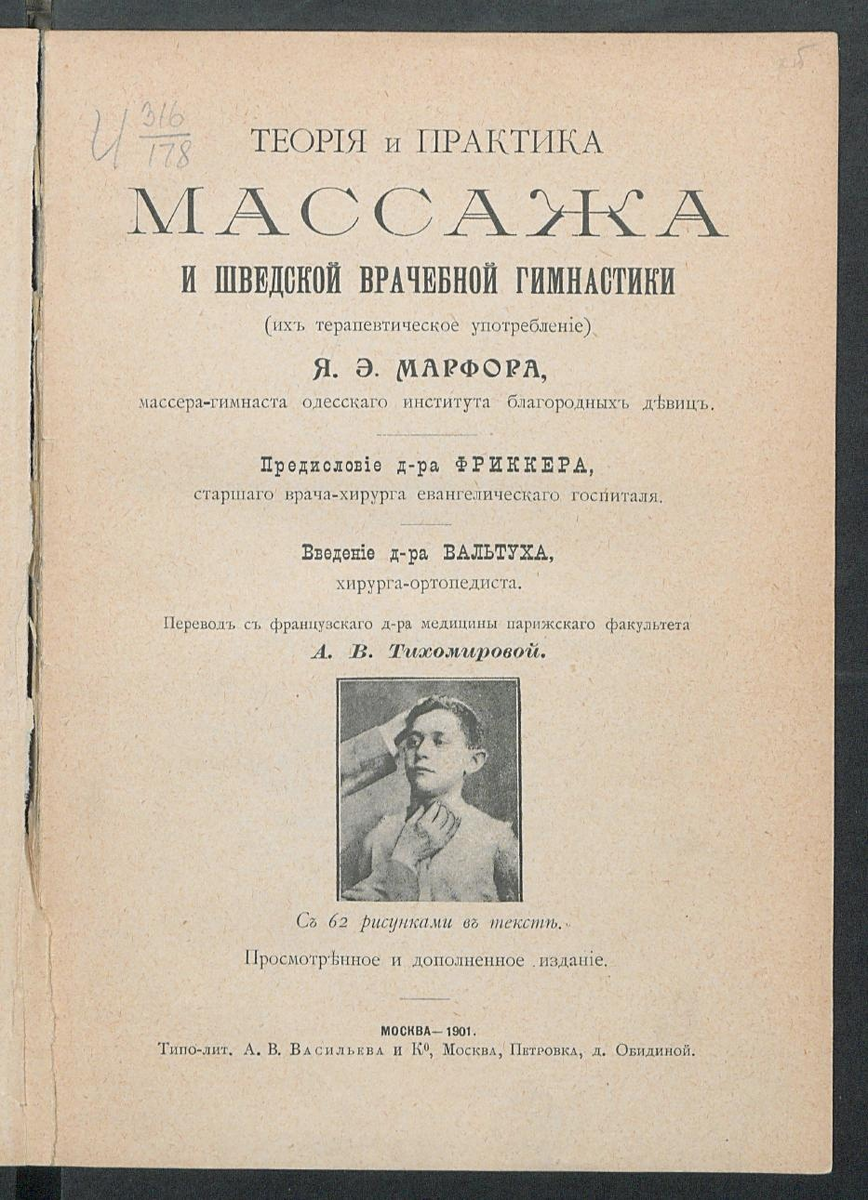 И 316
178
ТЕОРІЯ и ПРАКТИКА
МАССАЖА
И ШВЕДСКОЙ ВРАЧЕБНОЙ ГИМНАСТИКИ
(ихъ терапевтическое употребленіе)
Я. Э. МАРФОРА,
массера-гимнаста одесскаго института благородныхъ дѣвицъ.
Предисловіе д-ра ФРИККЕРА,
старшаго врача-хирурга евангелическаго госпиталя.
Введеніе д-ра ВАЛЬТУХА,
хирурга-ортопедиста.
Переводъ съ французскаго д-ра медицины парижскаго факультета
А. В. Тихомировой.
Съ 62 рисунками въ текстѣ.
Просмотрѣнное и дополненное изданіе.
МОСКВА—1901.
Типо-лит. А. В. Васильева и Кº, Москва, Петровка, д. Обидиной.